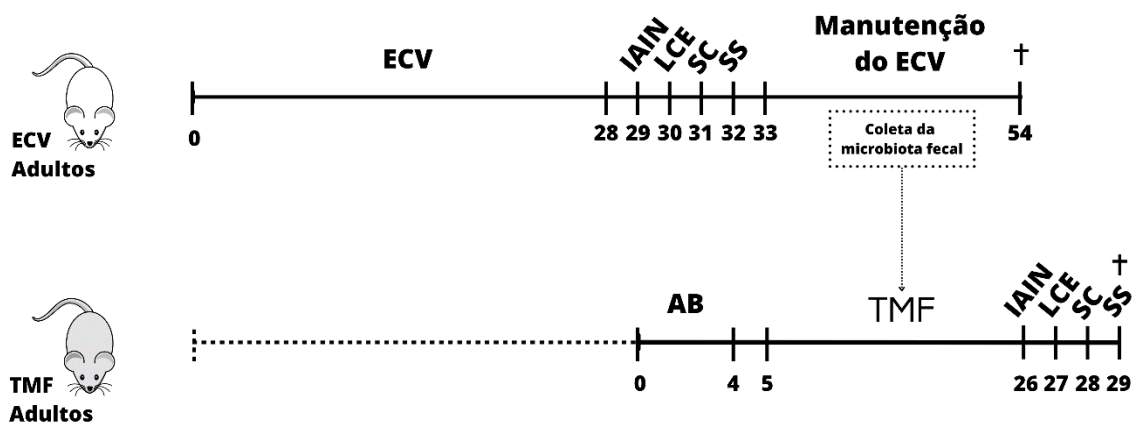 ECV
IAIN
LCE
SC
SS
Manutenção
do ECV
†
ECV
Adultos
0
28 29 30 31 32 33
54
Coleta da
microbiota fecal
AB
TMF
IAIN
LCE
SC
SS
†
TMF
Adultos
0
4 5
26 27 28 29